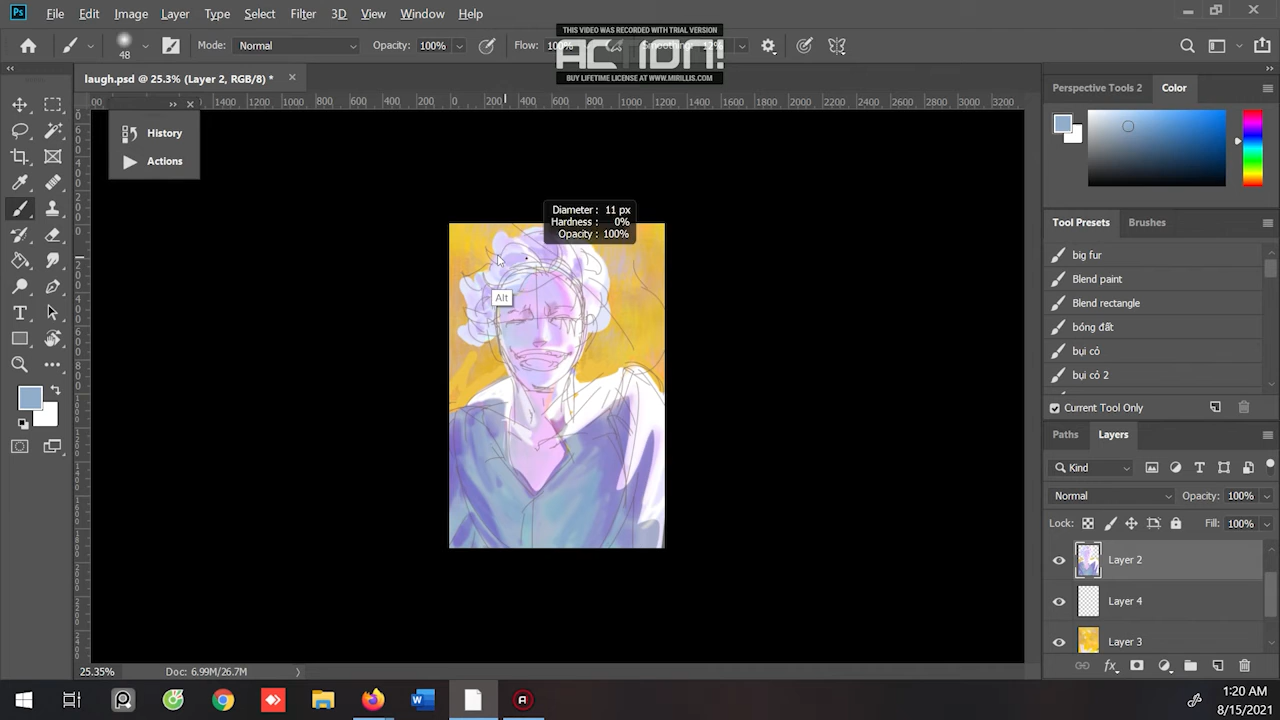 Ps File Edit Image Layer Type Select Filter 3D View Window Help
THIS VIDEO WAS RECORDED WITH TRIAL VERSION
ACTION!
BUY LIFETIME LICENSE AT WWW.MIRILLIS.COM
48 Mode: Normal Opacity: 100% Flow: 100% Smoothing: 12%
laugh.psd @ 25.3% (Layer 2, RGB/8) *
1400 1200 1000 800 600 400 200 0 200 400 600 800 1000 1200 1400 1600 1800 2000 2200 2400 2600 2800 3000 3200
History
Actions
Diameter : 11 px
Hardness : 0%
Opacity : 100%
Alt
Perspective Tools 2 Color
Tool Presets Brushes
big fur
Blend paint
Blend rectangle
bóng đất
bụi có
bụi cỏ 2
Current Tool Only
Paths Layers
Kind
Normal Opacity: 100%
Lock: Fill: 100%
Layer 2
Layer 4
Layer 3
25.35% Doc: 6.99M/26.7M
1:20 AM
8/15/2021